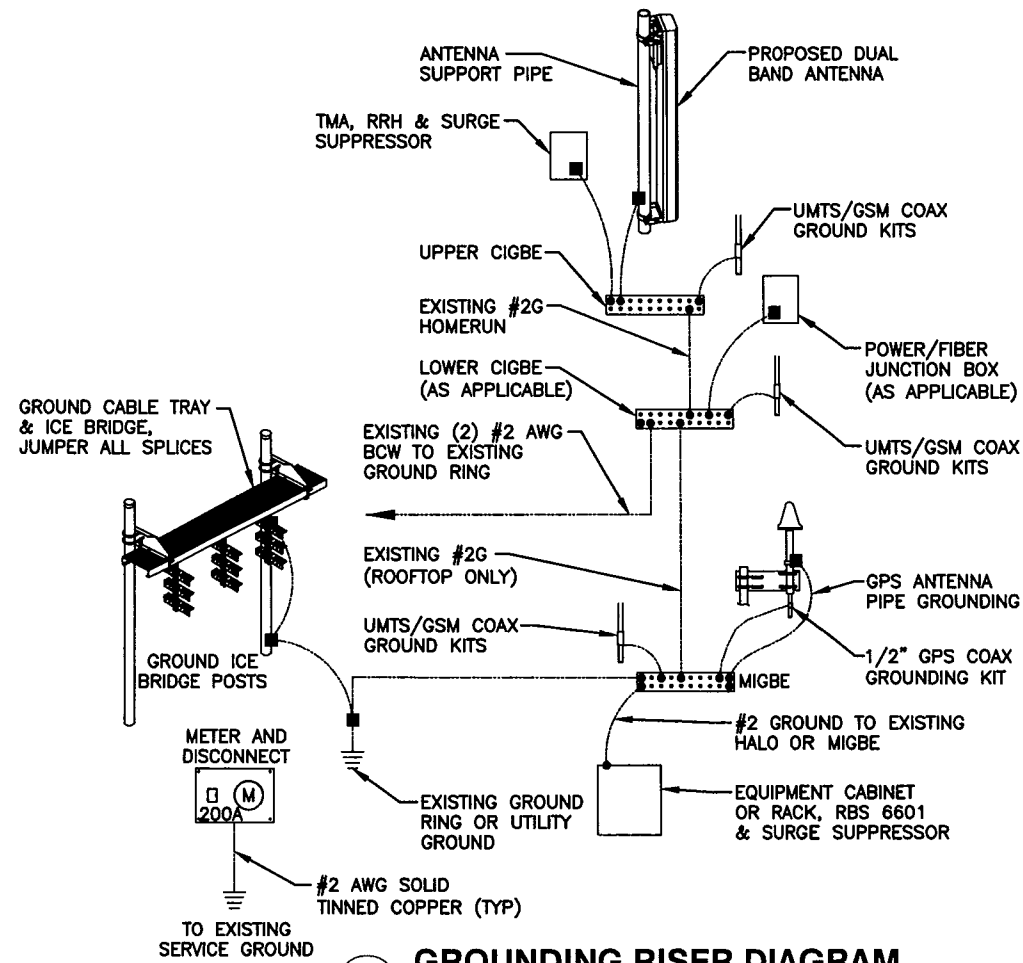 ANTENNA
SUPPORT PIPE
PROPOSED DUAL
BAND ANTENNA
TMA, RRH & SURGE
SUPPRESSOR
UMTS/GSM COAX
GROUND KITS
UPPER CIGBE
EXISTING #2G
HOMERUN
LOWER CIGBE
(AS APPLICABLE)
POWER/FIBER
JUNCTION BOX
(AS APPLICABLE)
GROUND CABLE TRAY
& ICE BRIDGE,
JUMPER ALL SPLICES
EXISTING (2) #2 AWG
BCW TO EXISTING
GROUND RING
UMTS/GSM COAX
GROUND KITS
EXISTING #2G
(ROOFTOP ONLY)
GPS ANTENNA
PIPE GROUNDING
UMTS/GSM COAX
GROUND KITS
1/2" GPS COAX
GROUNDING KIT
GROUND ICE
BRIDGE POSTS
MIGBE
#2 GROUND TO EXISTING
HALO OR MIGBE
METER AND
DISCONNECT
M
200A
EXISTING GROUND
RING OR UTILITY
GROUND
EQUIPMENT CABINET
OR RACK, RBS 6601
& SURGE SUPPRESSOR
#2 AWG SOLID
TINNED COPPER (TYP)
TO EXISTING
SERVICE GROUND
GROUNDING RISER DIAGRAM